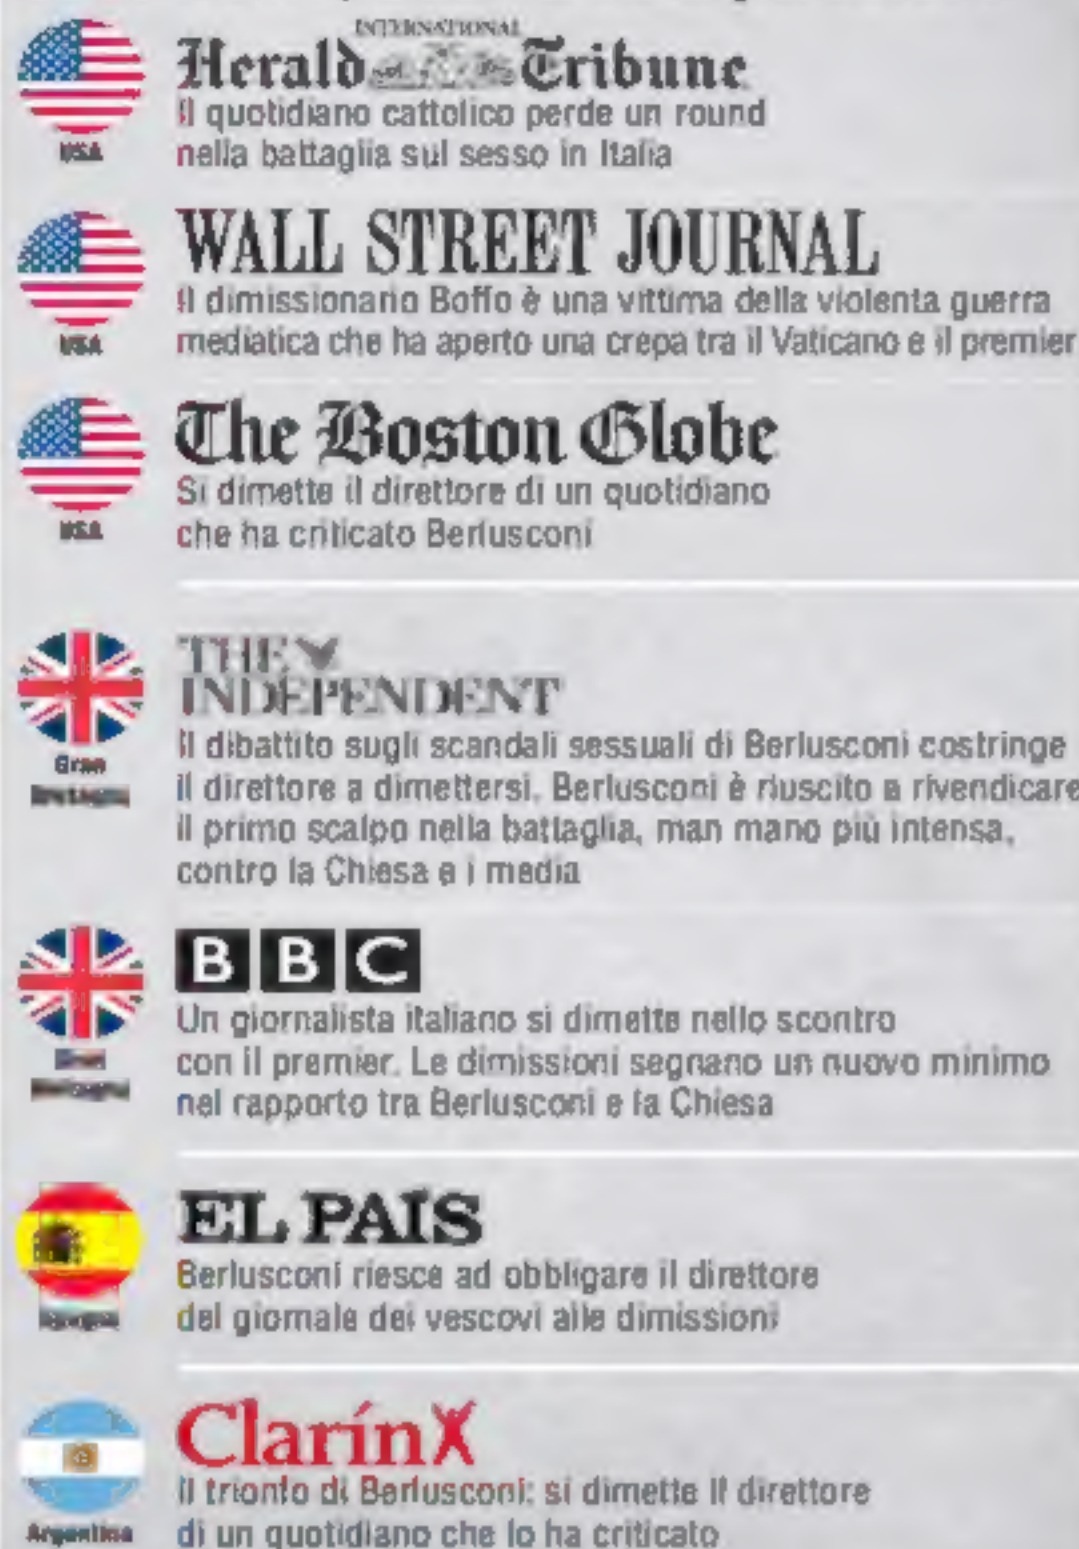 INTERNATIONAL
Herald Tribune
USA
Il quotidiano cattolico perde un round
nella battaglia sul sesso in Italia
WALL STREET JOURNAL
USA
Il dimissionario Boffo è una vittima della violenta guerra
mediatica che ha aperto una crepa tra il Vaticano e il premier
The Boston Globe
USA
Si dimette il direttore di un quotidiano
che ha criticato Berlusconi
THE
INDEPENDENT
Gran
Bretagna
Il dibattito sugli scandali sessuali di Berlusconi costringe
il direttore a dimettersi. Berlusconi è riuscito a rivendicare
il primo scalpo nella battaglia, man mano più intensa,
contro la Chiesa e i media
BBC
Gran
Bretagna
Un giornalista italiano si dimette nello scontro
con il premier. Le dimissioni segnano un nuovo minimo
nel rapporto tra Berlusconi e la Chiesa
EL PAIS
Spagna
Berlusconi riesce ad obbligare il direttore
del giornale dei vescovi alle dimissioni
Clarín
Argentina
Il trionfo di Berlusconi: si dimette il direttore
di un quotidiano che lo ha criticato